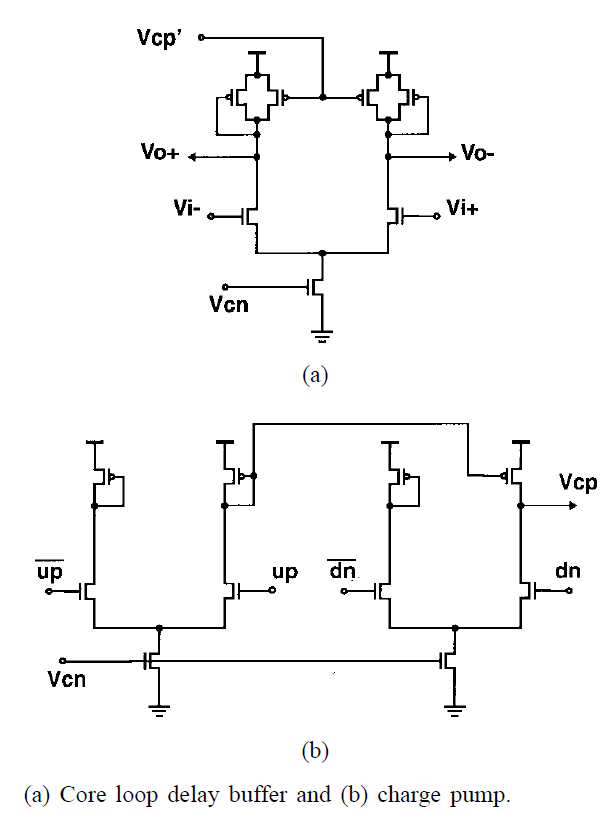 Vcp'
Vo+
Vo-
Vi-
Vi+
Vcn
(a)
Vcp
up
up
dn
dn
Vcn
(b)
(a) Core loop delay buffer and (b) charge pump.